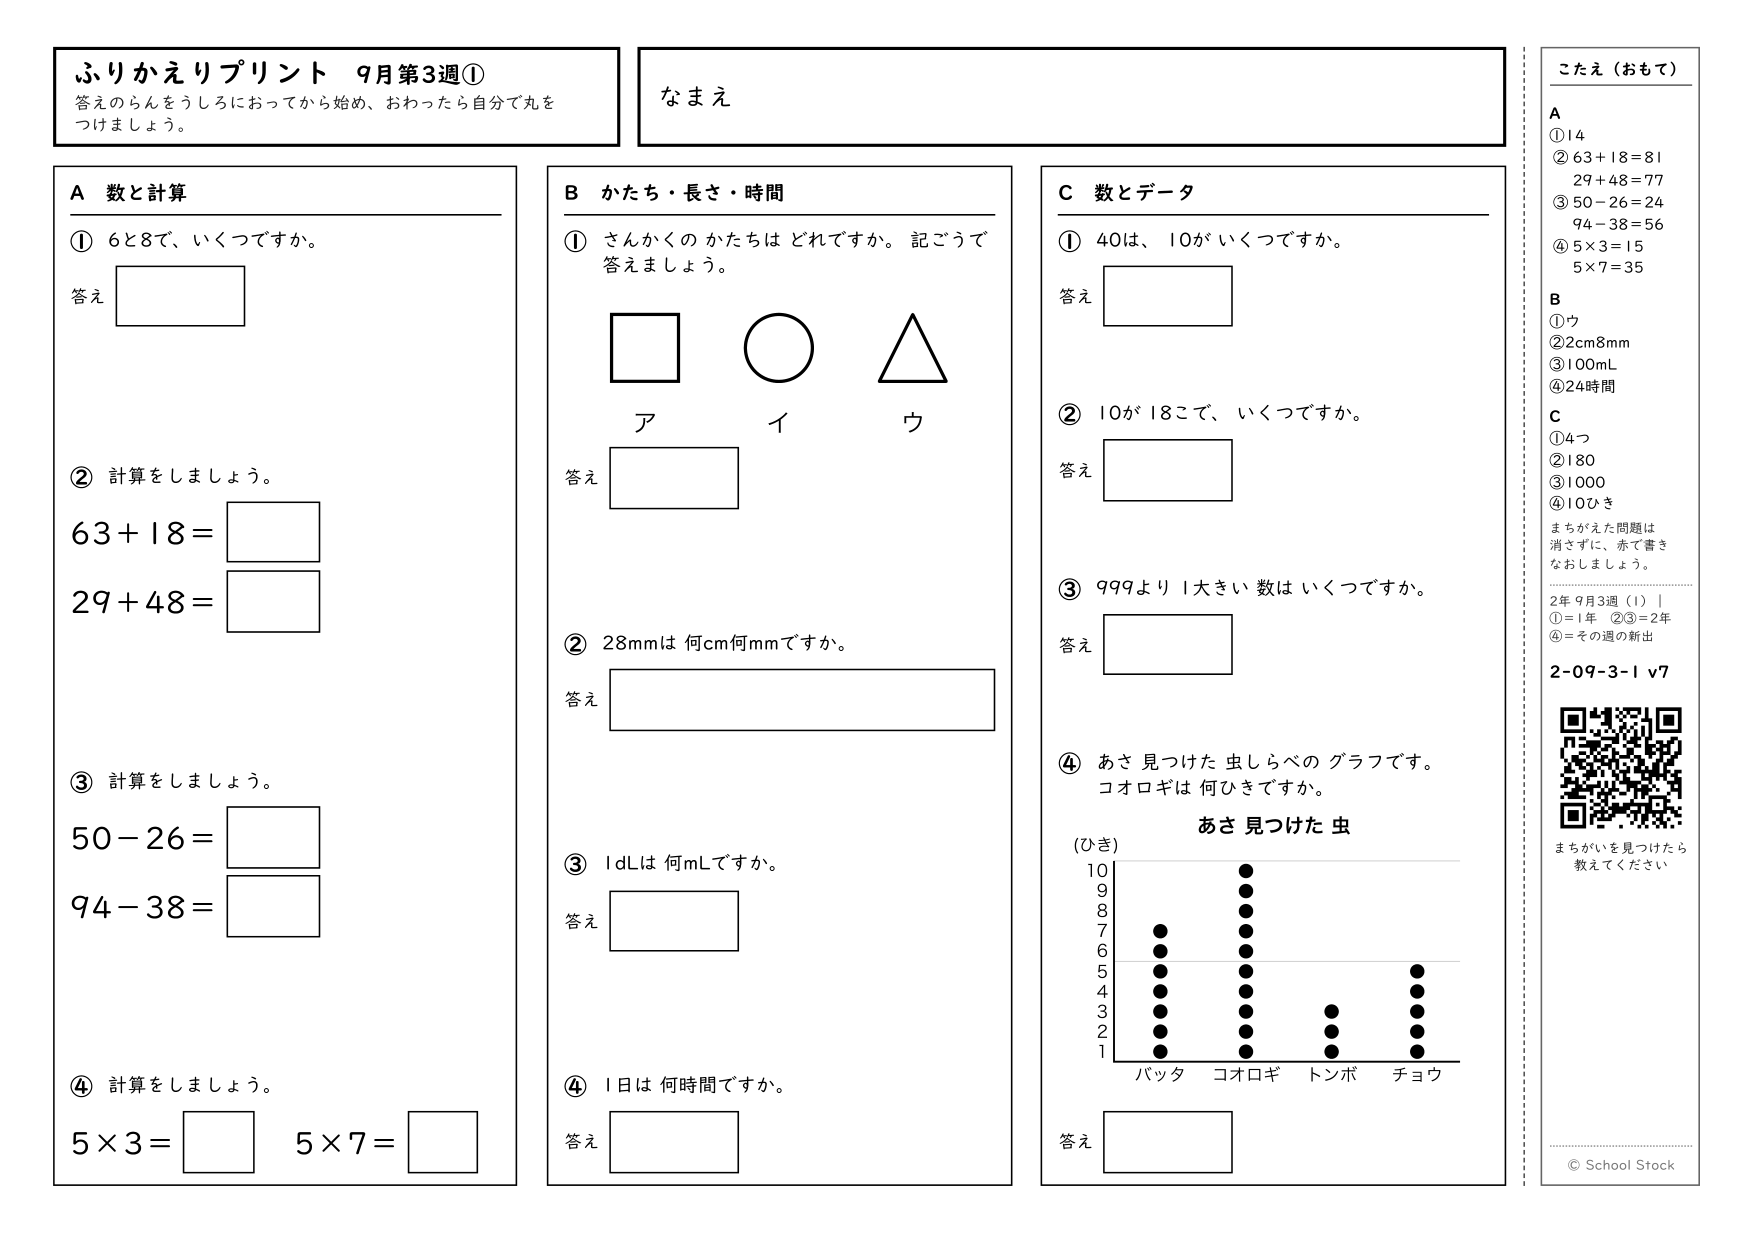 ふりかえりプリント　9月第3週①
答えのらんをうしろにおってから始め、おわったら自分で丸を
つけましょう。
なまえ
A　数と計算
① 6と8で、いくつですか。
答え
② 計算をしましょう。
63＋18＝
29＋48＝
③ 計算をしましょう。
50－26＝
94－38＝
④ 計算をしましょう。
5×3＝　5×7＝
B　かたち・長さ・時間
① さんかくの かたちは どれですか。 記ごうで
答えましょう。
ア　イ　ウ
答え
② 28mmは 何cm何mmですか。
答え
③ 1dLは 何mLですか。
答え
④ 1日は 何時間ですか。
答え
C　数とデータ
① 40は、 10が いくつですか。
答え
② 10が 18こで、 いくつですか。
答え
③ 999より 1大きい 数は いくつですか。
答え
④ あさ 見つけた 虫しらべの グラフです。
コオロギは 何ひきですか。
あさ 見つけた 虫
(ひき)
10
9
8
7
6
5
4
3
2
1
バッタ　コオロギ　トンボ　チョウ
答え
こたえ（おもて）
A
①14
② 63＋18＝81
29＋48＝77
③ 50－26＝24
94－38＝56
④ 5×3＝15
5×7＝35
B
①ウ
②2cm8mm
③100mL
④24時間
C
①4つ
②180
③1000
④10ひき
まちがえた問題は
消さずに、赤で書き
なおしましょう。
2年 9月3週（1）｜
①＝1年　②③＝2年
④＝その週の新出
2-09-3-1 v7
まちがいを見つけたら
教えてください
© School Stock